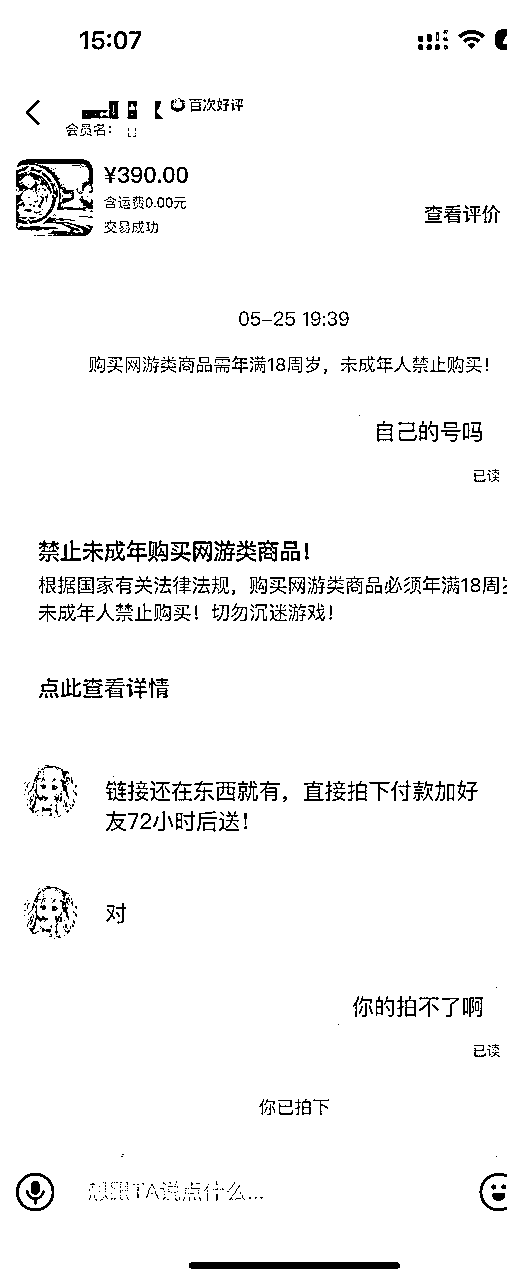 15:07
百次好评
会员名：
¥390.00
含运费0.00元
交易成功
查看评价
05-25 19:39
购买网游类商品需年满18周岁，未成年人禁止购买！
自己的号吗
已读
禁止未成年购买网游类商品！
根据国家有关法律法规，购买网游类商品必须年满18周岁
未成年人禁止购买！切勿沉迷游戏！
点此查看详情
链接还在东西就有，直接拍下付款加好
友72小时后送！
对
你的拍不了啊
已读
你已拍下
想跟TA说点什么...